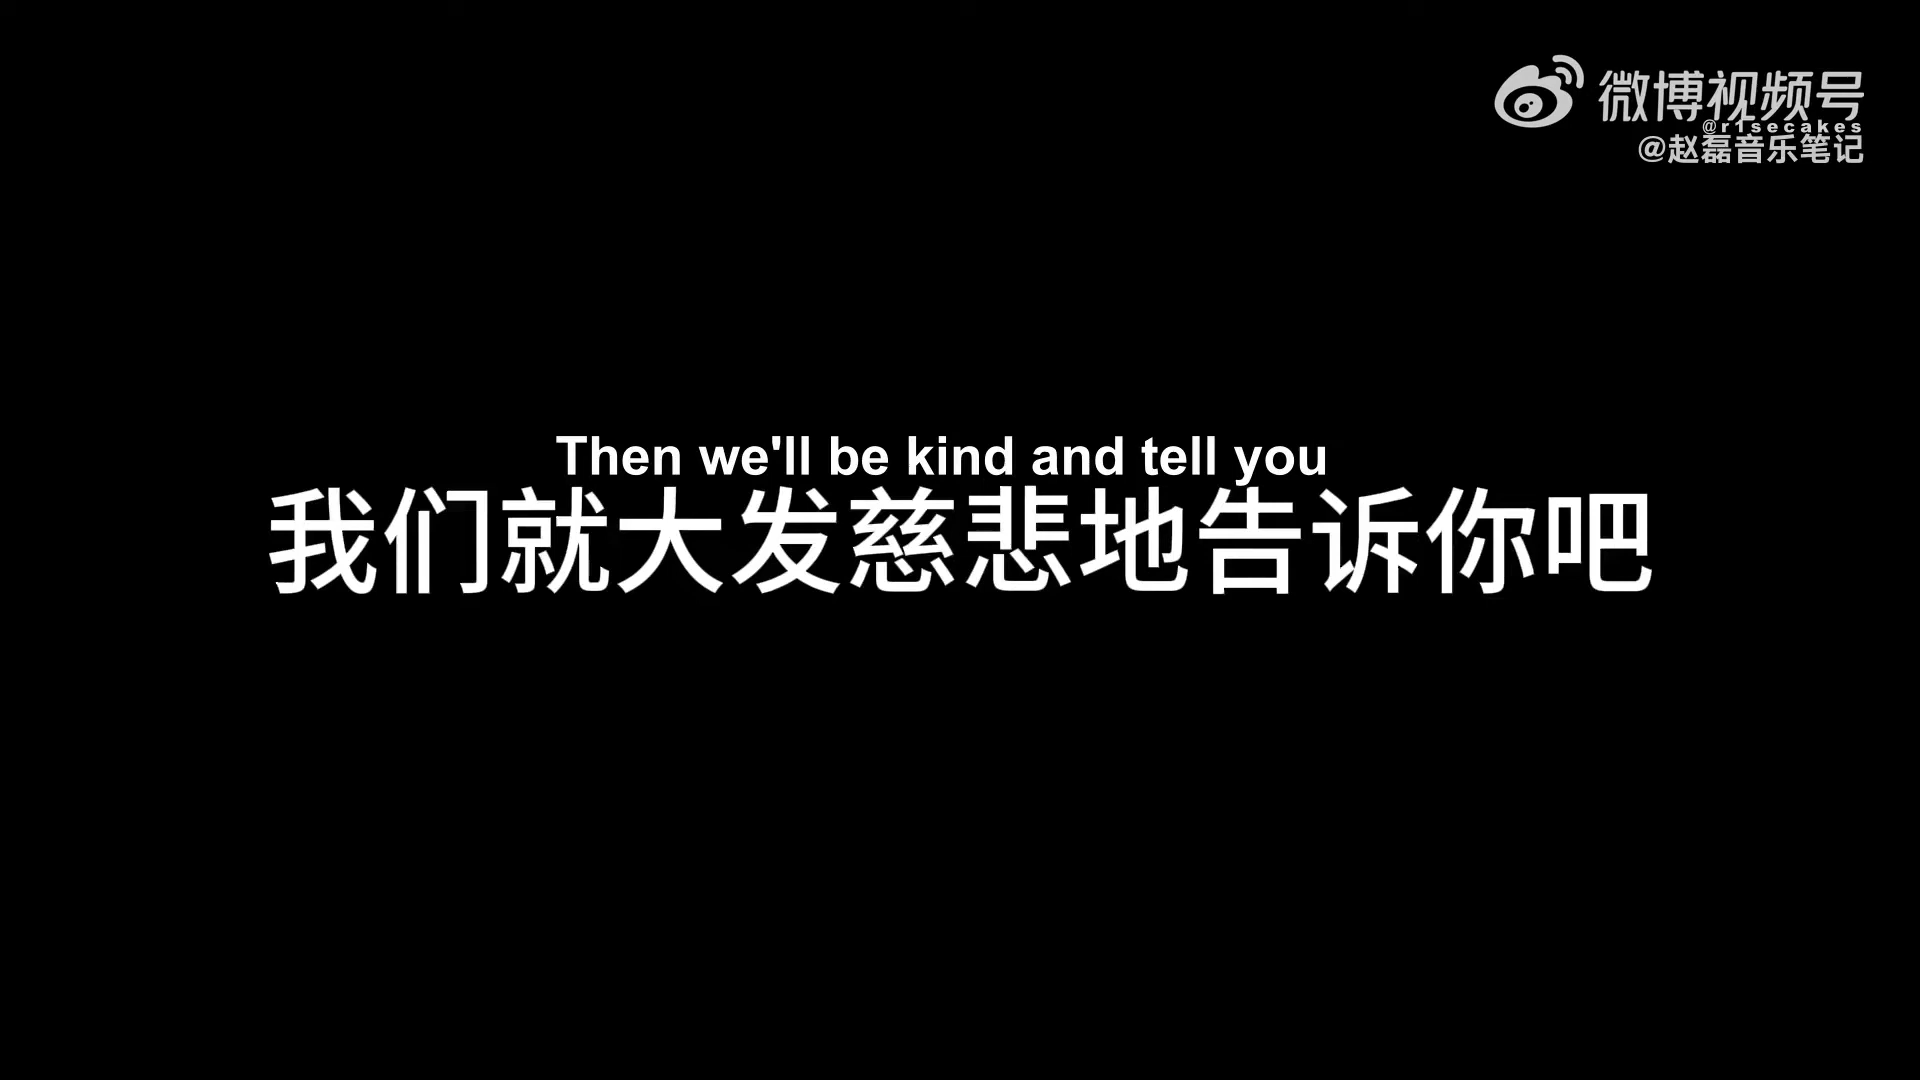 微博视频号
@r1secakes
@赵磊音乐笔记
Then we'll be kind and tell you
我们就大发慈悲地告诉你吧